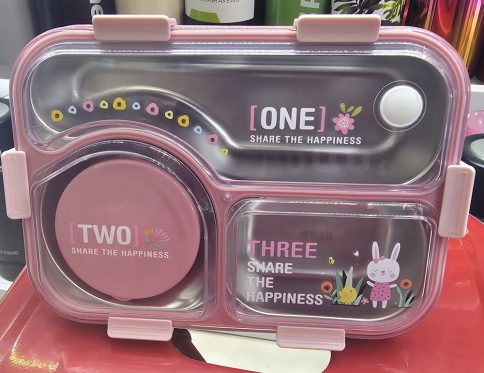 [ONE]
SHARE THE HAPPINESS
[TWO]
SHARE THE HAPPINESS
THREE
SHARE
THE
HAPPINESS